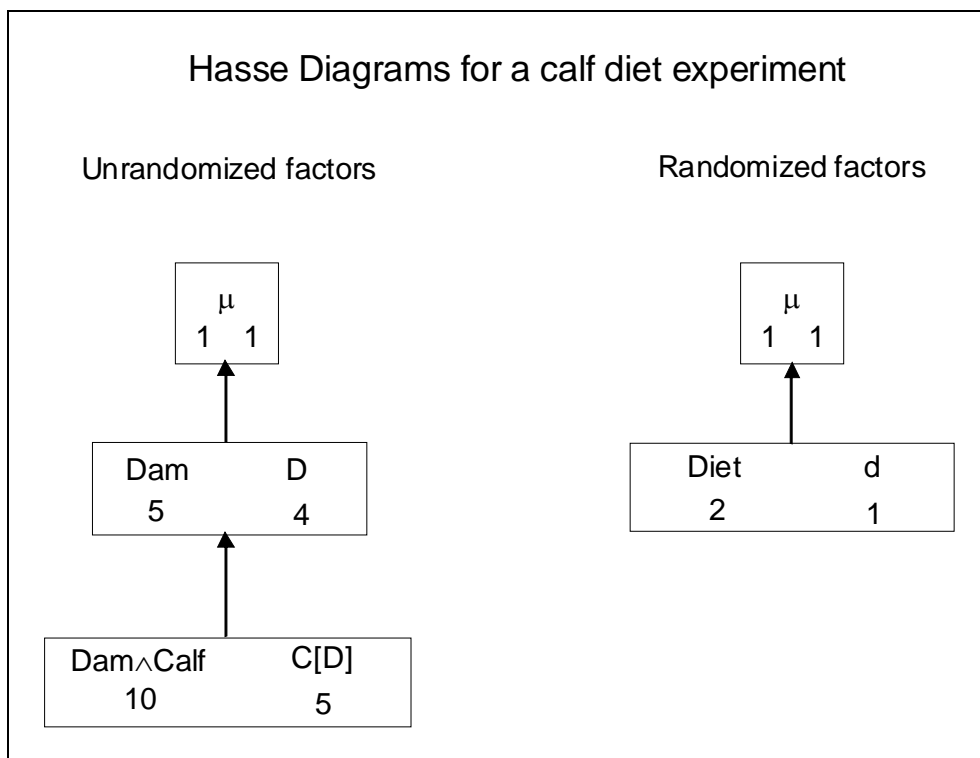 Hasse Diagrams for a calf diet experiment
Unrandomized factors
μ
1 1
Dam D
5 4
Dam∧Calf C[D]
10 5
Randomized factors
μ
1 1
Diet d
2 1